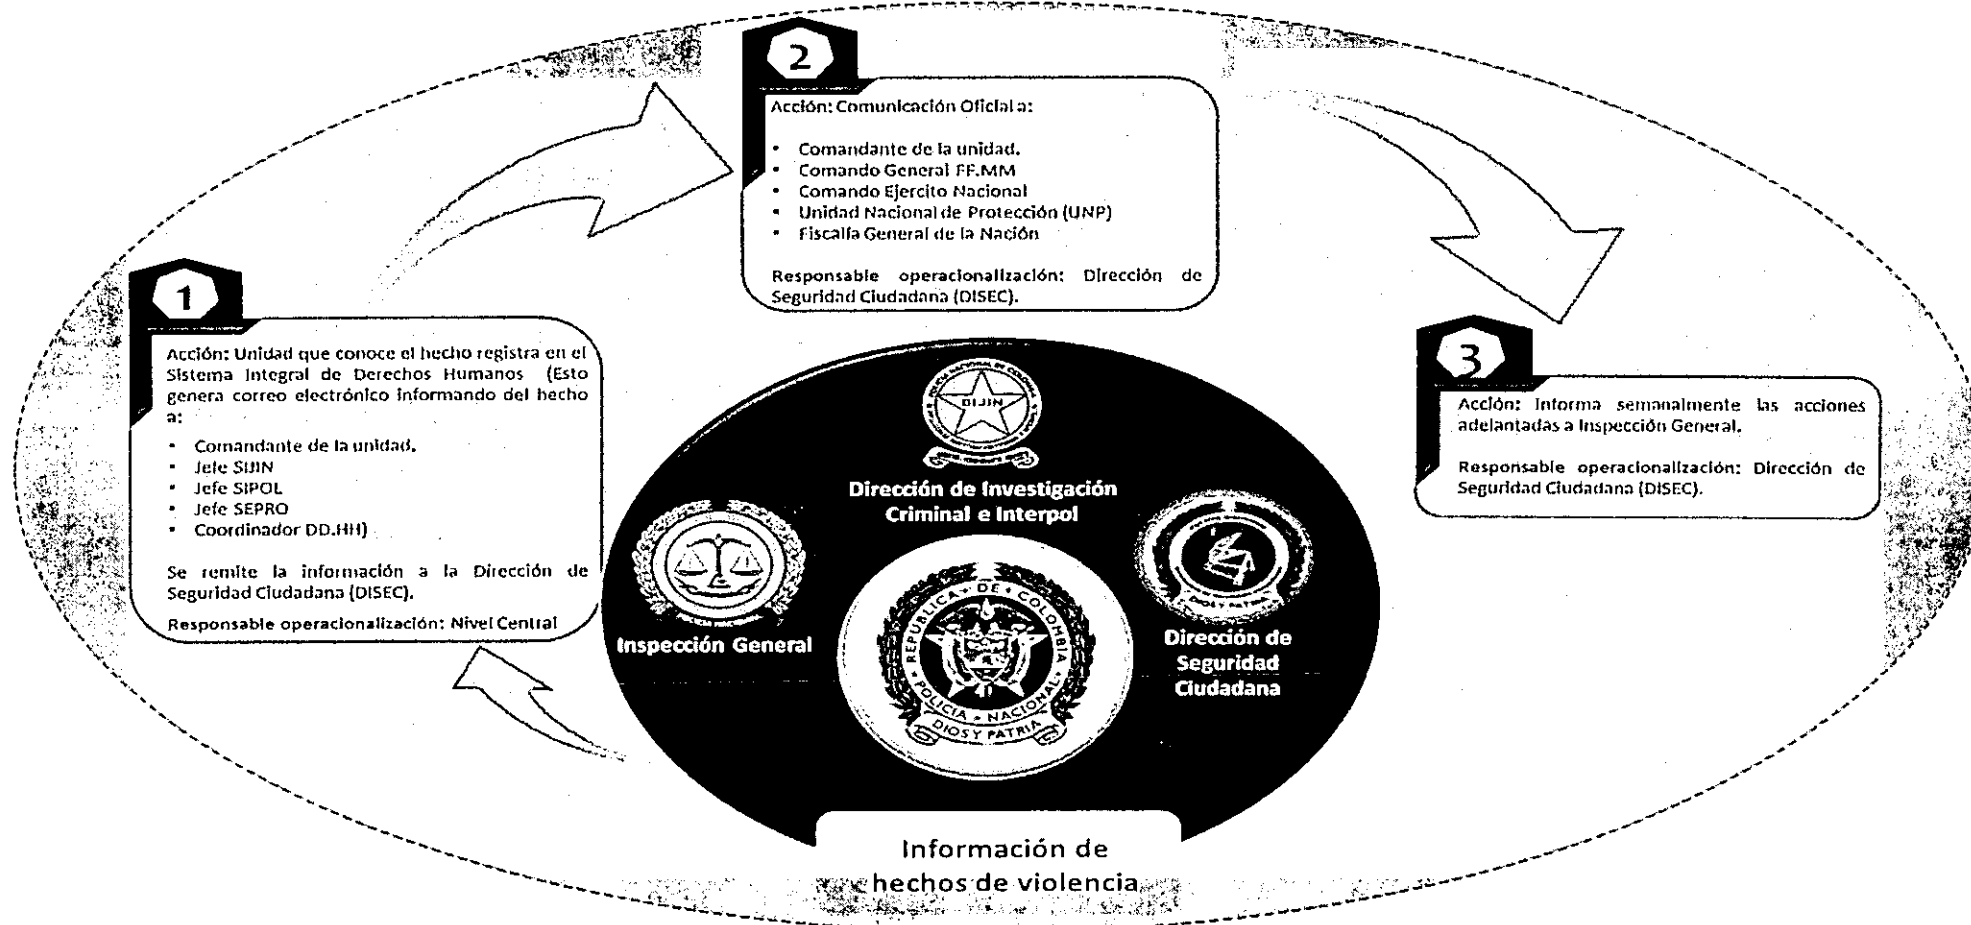 1
Acción: Unidad que conoce el hecho registra en el
Sistema Integral de Derechos Humanos (Esto
genera correo electrónico informando del hecho
a:
• Comandante de la unidad.
• Jefe SIJIN
• Jefe SIPOL
• Jefe SEPRO
• Coordinador DD.HH)
Se remite la información a la Dirección de
Seguridad Ciudadana (DISEC).
Responsable operacionalización: Nivel Central
2
Acción: Comunicación Oficial a:
• Comandante de la unidad.
• Comando General FF.MM
• Comando Ejercito Nacional
• Unidad Nacional de Protección (UNP)
• Fiscalía General de la Nación
Responsable operacionalización: Dirección de
Seguridad Ciudadana (DISEC).
3
Acción: Informa semanalmente las acciones
adelantadas a Inspección General.
Responsable operacionalización: Dirección de
Seguridad Ciudadana (DISEC).
DIJIN
Dirección de Investigación
Criminal e Interpol
Inspección General
DIOS Y PATRIA
Dirección de
Seguridad
Ciudadana
REPUBLICA • DE • COLOMBIA
POLICIA • NACIONAL
DIOS Y PATRIA
Información de
hechos de violencia